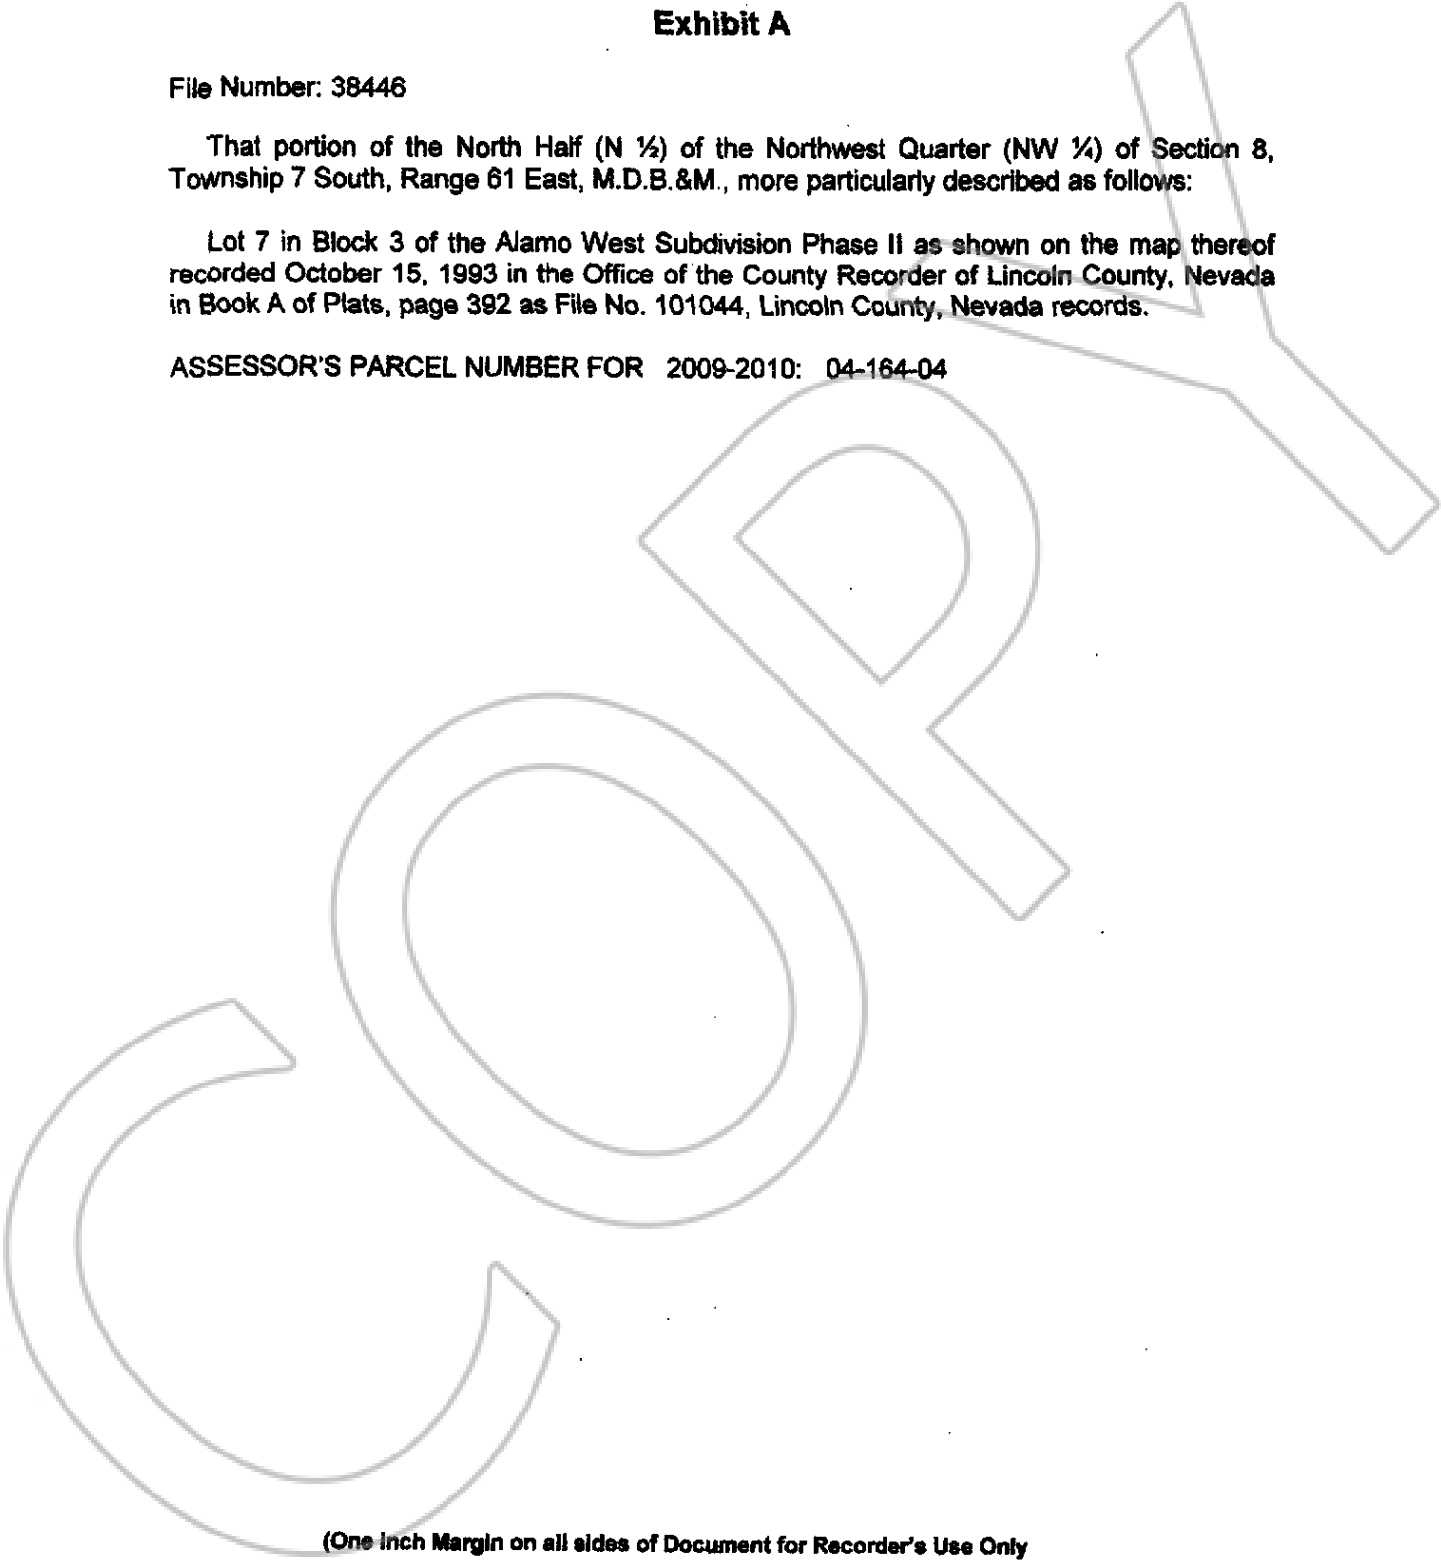 Exhibit A
File Number: 38446
That portion of the North Half (N ½) of the Northwest Quarter (NW ¼) of Section 8,
Township 7 South, Range 61 East, M.D.B.&M., more particularly described as follows:
Lot 7 in Block 3 of the Alamo West Subdivision Phase II as shown on the map thereof
recorded October 15, 1993 in the Office of the County Recorder of Lincoln County, Nevada
in Book A of Plats, page 392 as File No. 101044, Lincoln County, Nevada records.
ASSESSOR'S PARCEL NUMBER FOR 2009-2010: 04-164-04
COPY
(One Inch Margin on all sides of Document for Recorder's Use Only